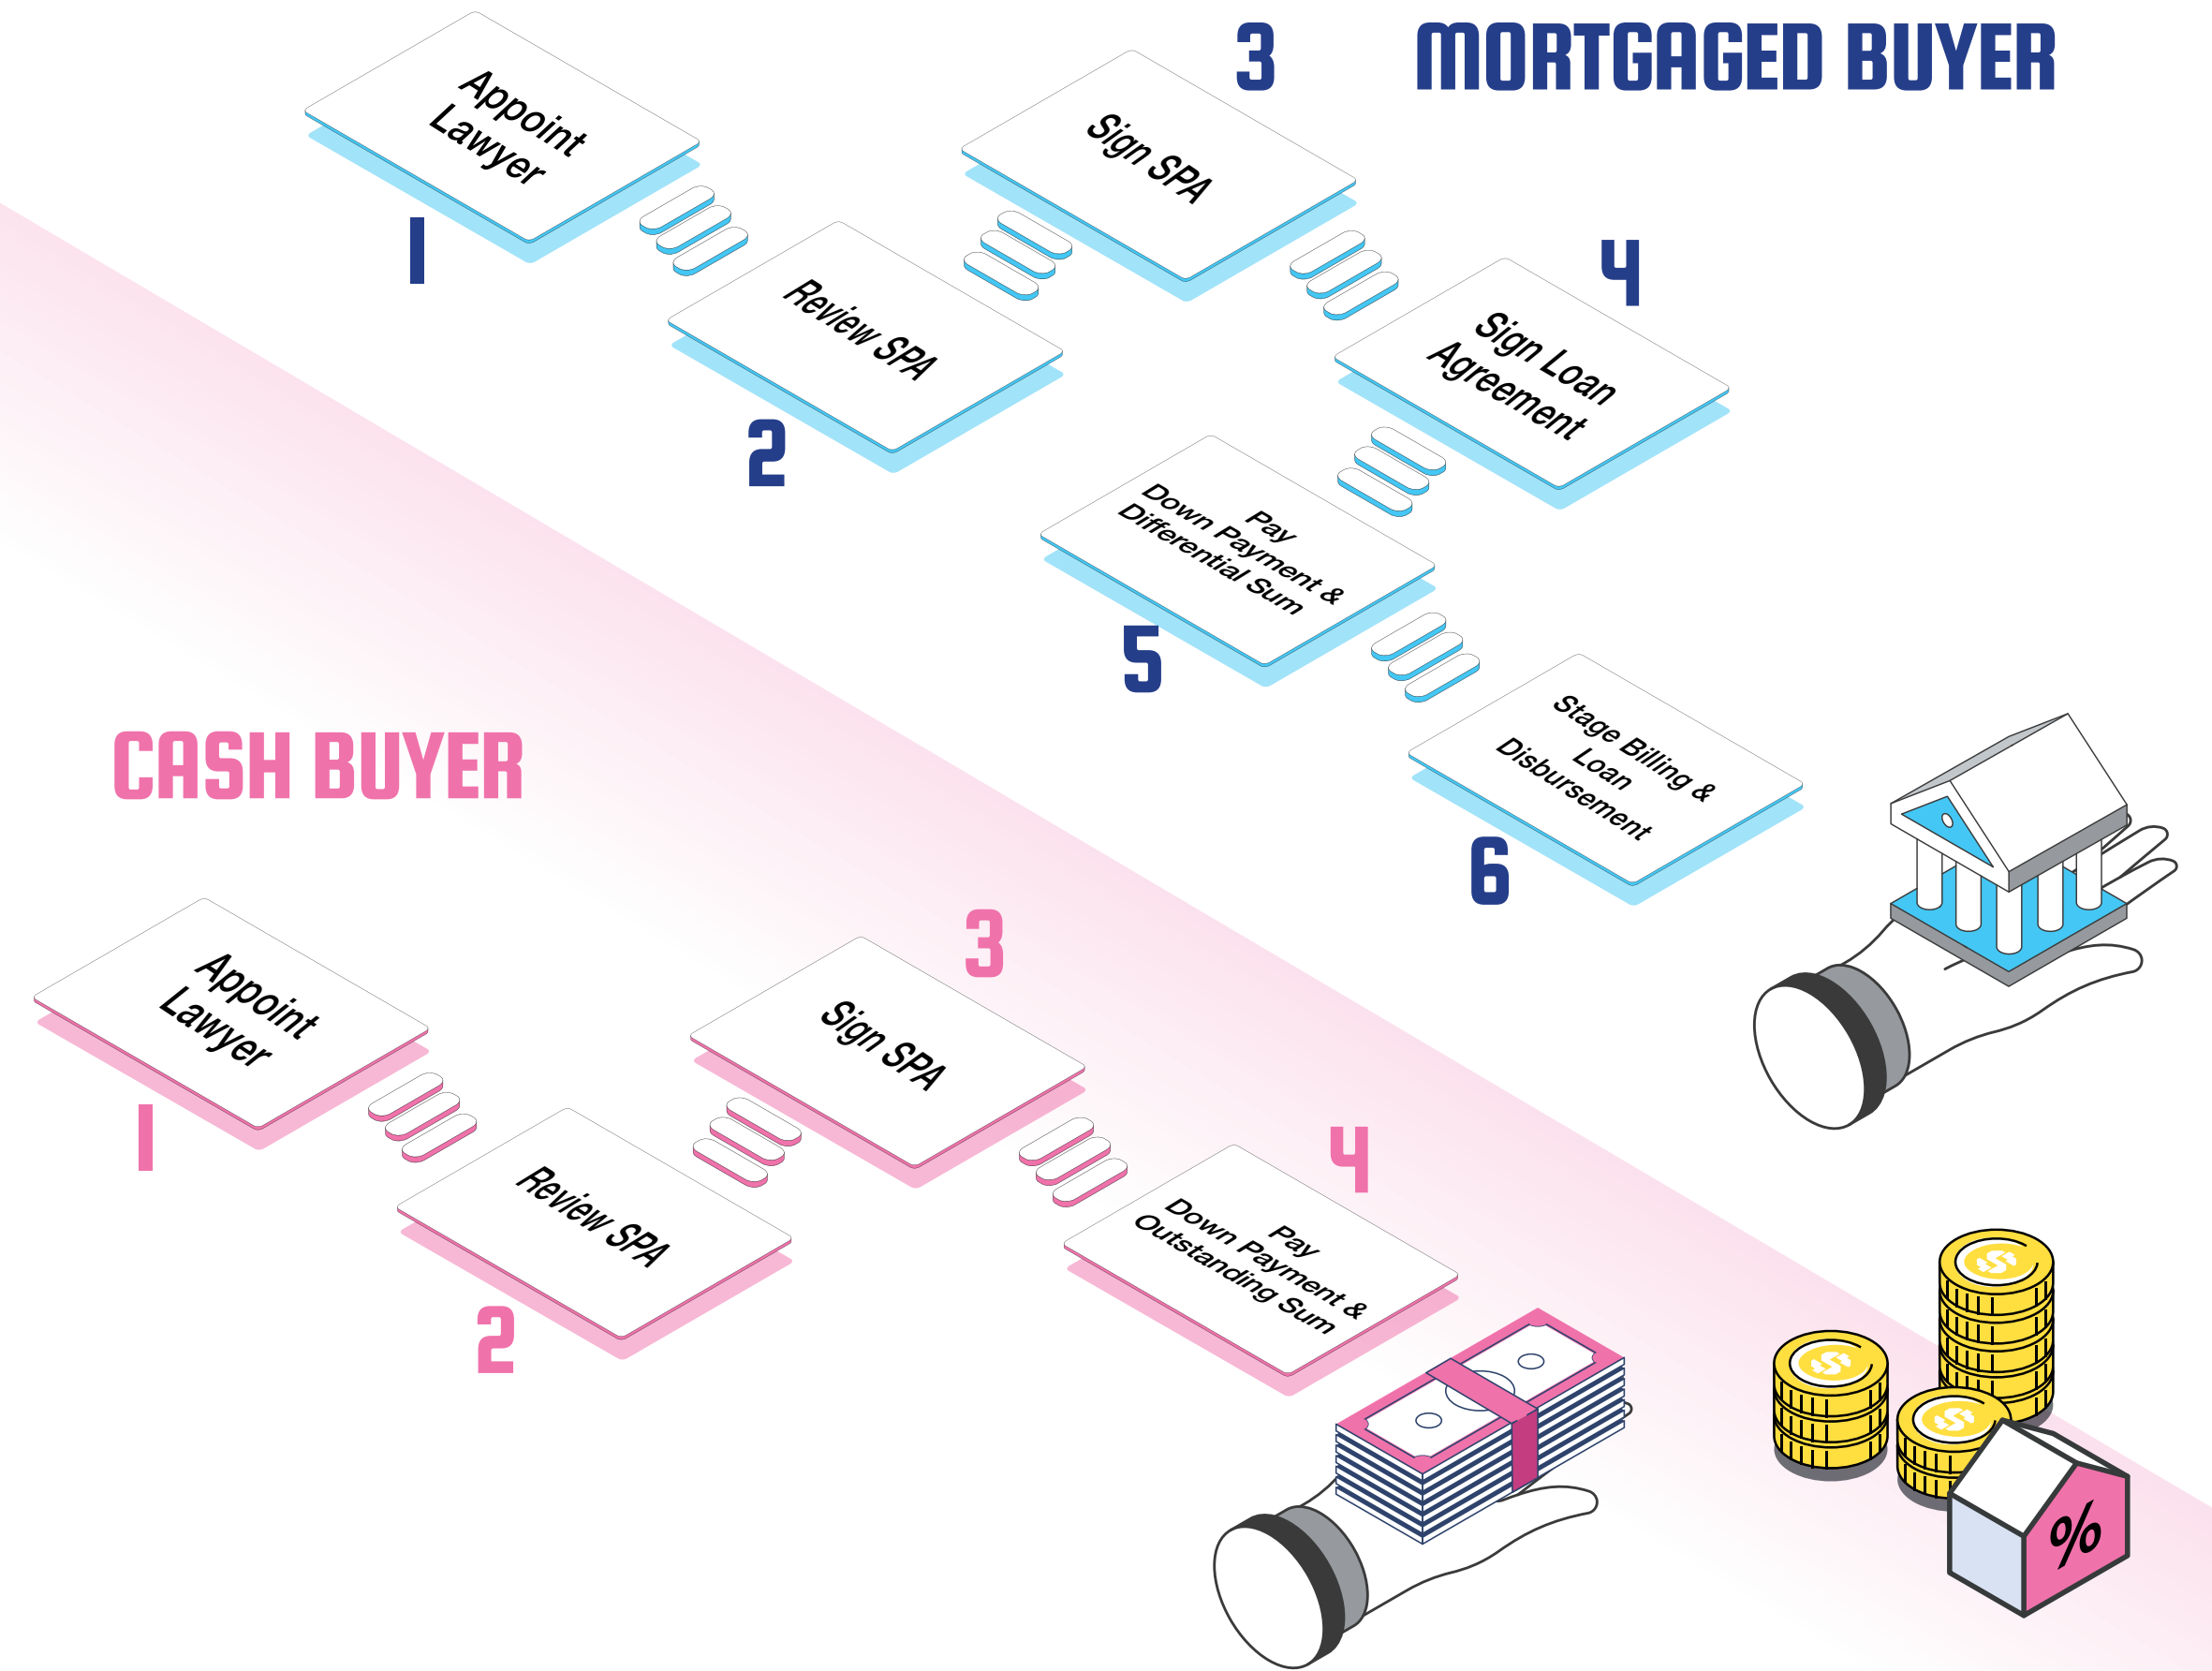 MORTGAGED BUYER
1
Appoint
Lawyer
2
Review SPA
3
Sign SPA
4
Sign Loan
Agreement
5
Pay
Down Payment &
Differential Sum
6
Stage Billing &
Loan
Disbursement
CASH BUYER
1
Appoint
Lawyer
2
Review SPA
3
Sign SPA
4
Pay
Down Payment &
Outstanding Sum
$
$
$
%